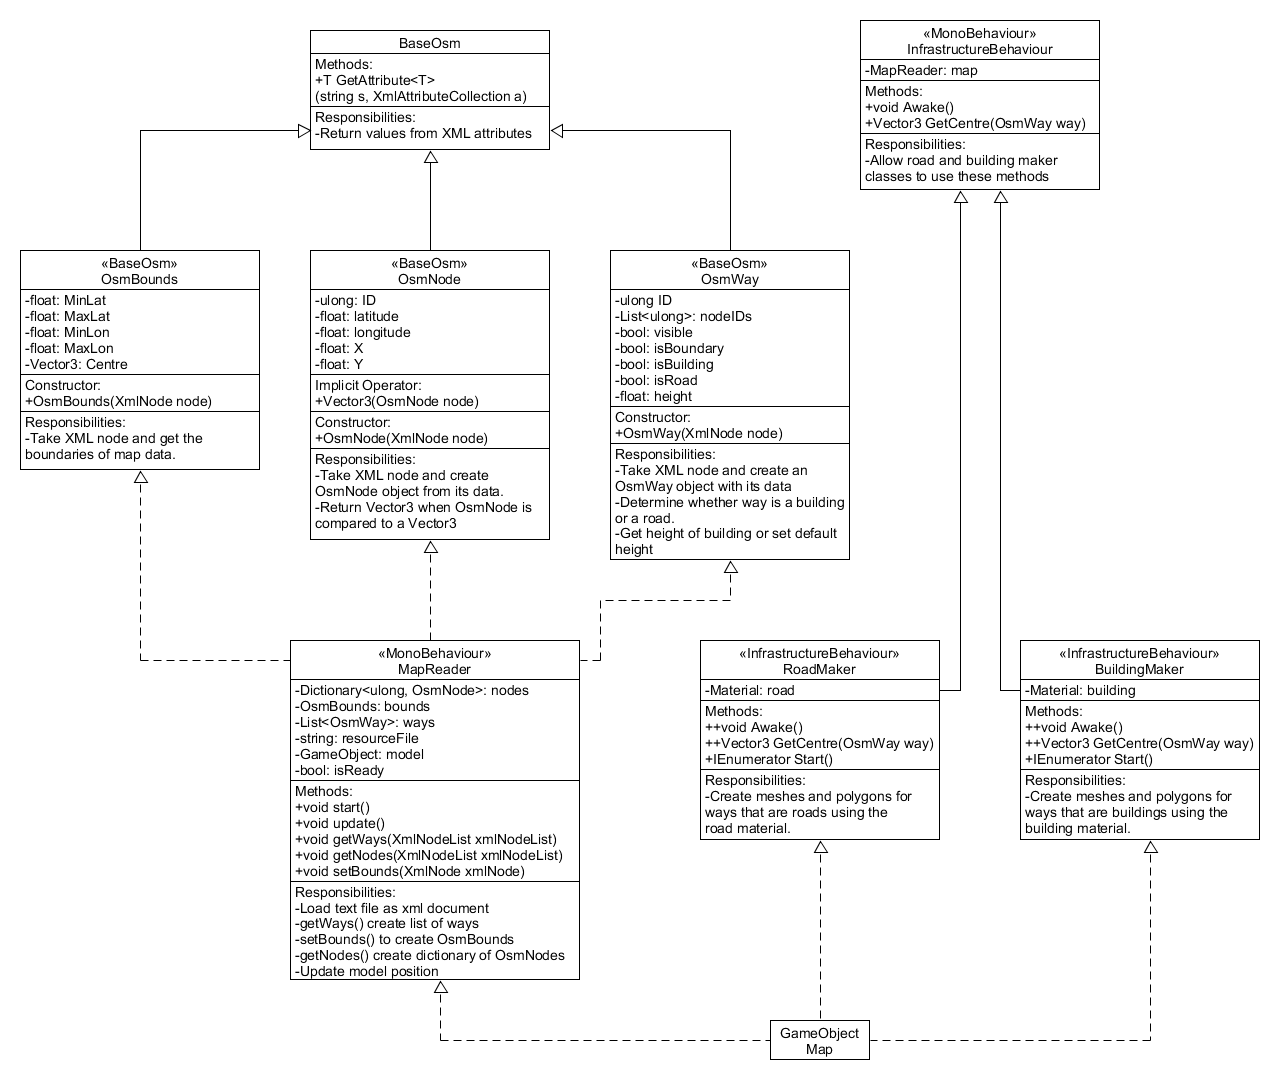 BaseOsm
Methods:
+T GetAttribute<T>
(string s, XmlAttributeCollection a)
Responsibilities:
-Return values from XML attributes
«MonoBehaviour»
InfrastructureBehaviour
-MapReader: map
Methods:
+void Awake()
+Vector3 GetCentre(OsmWay way)
Responsibilities:
-Allow road and building maker
classes to use these methods
«BaseOsm»
OsmBounds
-float: MinLat
-float: MaxLat
-float: MinLon
-float: MaxLon
-Vector3: Centre
Constructor:
+OsmBounds(XmlNode node)
Responsibilities:
-Take XML node and get the
boundaries of map data.
«BaseOsm»
OsmNode
-ulong: ID
-float: latitude
-float: longitude
-float: X
-float: Y
Implicit Operator:
+Vector3(OsmNode node)
Constructor:
+OsmNode(XmlNode node)
Responsibilities:
-Take XML node and create
OsmNode object from its data.
-Return Vector3 when OsmNode is
compared to a Vector3
«BaseOsm»
OsmWay
-ulong ID
-List<ulong>: nodeIDs
-bool: visible
-bool: isBoundary
-bool: isBuilding
-bool: isRoad
-float: height
Constructor:
+OsmWay(XmlNode node)
Responsibilities:
-Take XML node and create an
OsmWay object with its data
-Determine whether way is a building
or a road.
-Get height of building or set default
height
«MonoBehaviour»
MapReader
-Dictionary<ulong, OsmNode>: nodes
-OsmBounds: bounds
-List<OsmWay>: ways
-string: resourceFile
-GameObject: model
-bool: isReady
Methods:
+void start()
+void update()
+void getWays(XmlNodeList xmlNodeList)
+void getNodes(XmlNodeList xmlNodeList)
+void setBounds(XmlNode xmlNode)
Responsibilities:
-Load text file as xml document
-getWays() create list of ways
-setBounds() to create OsmBounds
-getNodes() create dictionary of OsmNodes
-Update model position
«InfrastructureBehaviour»
RoadMaker
-Material: road
Methods:
++void Awake()
++Vector3 GetCentre(OsmWay way)
+IEnumerator Start()
Responsibilities:
-Create meshes and polygons for
ways that are roads using the
road material.
«InfrastructureBehaviour»
BuildingMaker
-Material: building
Methods:
++void Awake()
++Vector3 GetCentre(OsmWay way)
+IEnumerator Start()
Responsibilities:
-Create meshes and polygons for
ways that are buildings using the
building material.
GameObject
Map